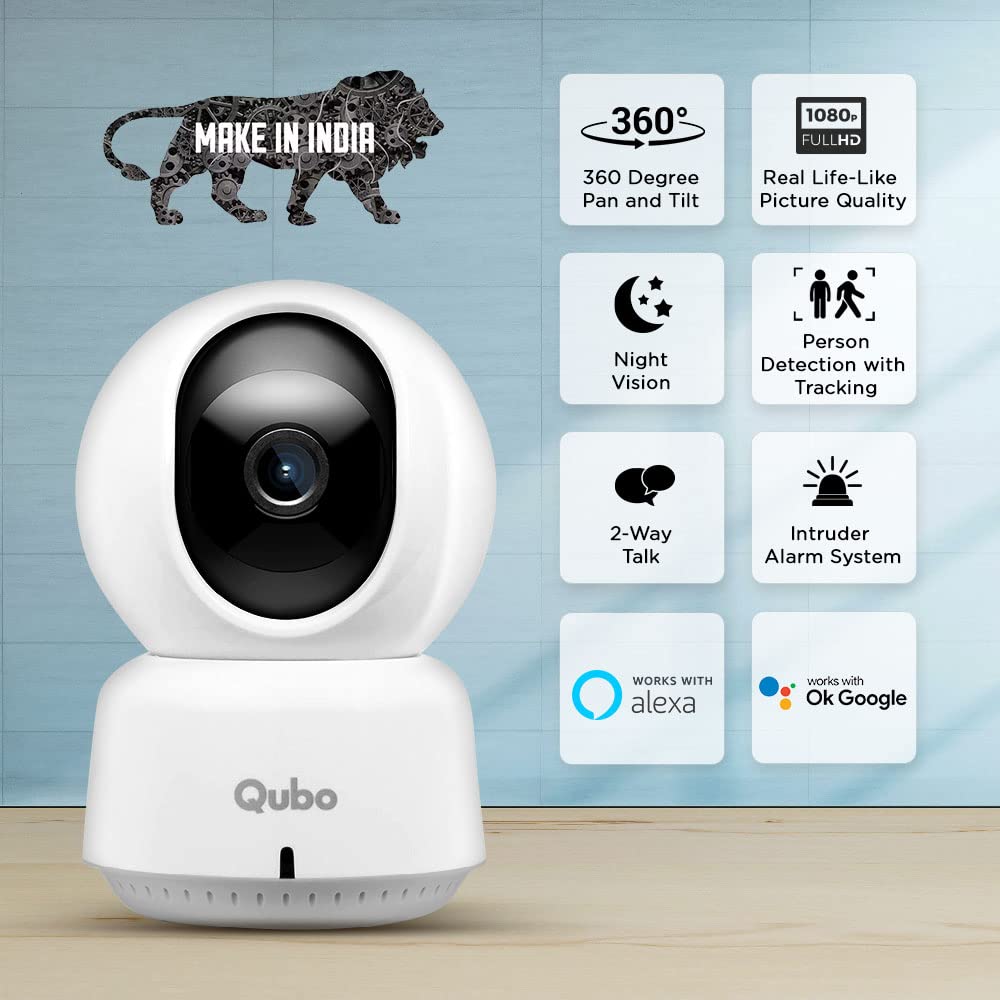 MAKE IN INDIA
360°
360 Degree
Pan and Tilt
1080P
FULLHD
Real Life-Like
Picture Quality
Night
Vision
Person
Detection with
Tracking
2-Way
Talk
Intruder
Alarm System
WORKS WITH
alexa
works with
Ok Google
Qubo